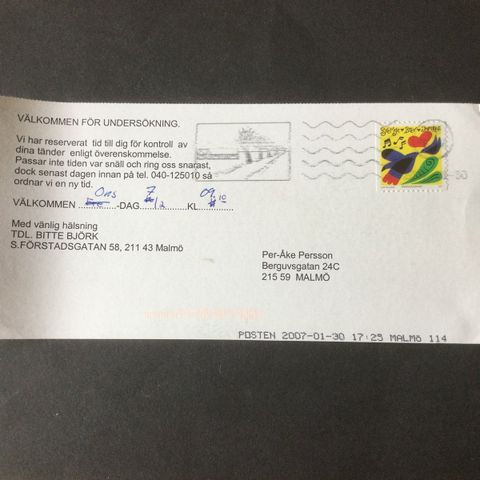 VÄLKOMMEN FÖR UNDERSÖKNING.
Vi har reserverat tid till dig för kontroll av
dina tänder enligt överenskommelse.
Passar inte tiden var snäll och ring oss snarast,
dock senast dagen innan på tel. 040-125010 så
ordnar vi en ny tid.
Ons 7 09 10
VÄLKOMMEN ............-DAG ..../2.... KL ............
Med vänlig hälsning
TDL. BITTE BJÖRK
S.FÖRSTADSGATAN 58, 211 43 Malmö
Sverige
Per-Åke Persson
Berguvsgatan 24C
215 59 MALMÖ
POSTEN 2007-01-30 17:29 MALMÖ 114